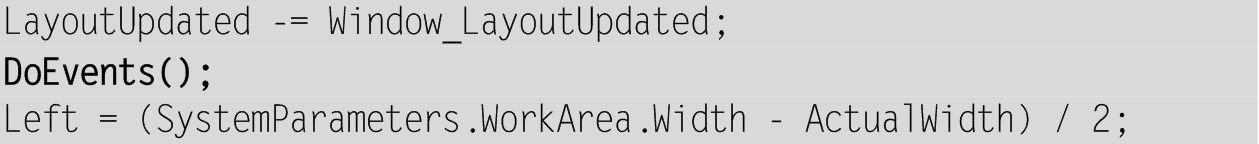 LayoutUpdated -= Window_LayoutUpdated;
DoEvents();
Left = (SystemParameters.WorkArea.Width - ActualWidth) / 2;